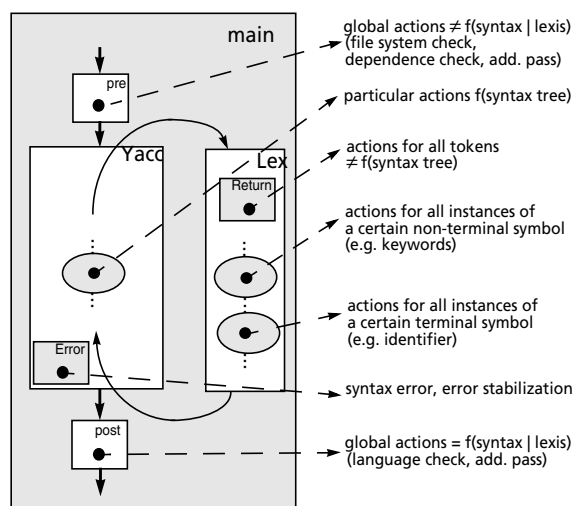 main
pre
Yacc
Lex
Return
Error
post
global actions ≠ f(syntax | lexis)
(file system check,
dependence check, add. pass)
particular actions f(syntax tree)
actions for all tokens
≠ f(syntax tree)
actions for all instances of
a certain non-terminal symbol
(e.g. keywords)
actions for all instances of
a certain terminal symbol
(e.g. identifier)
syntax error, error stabilization
global actions = f(syntax | lexis)
(language check, add. pass)